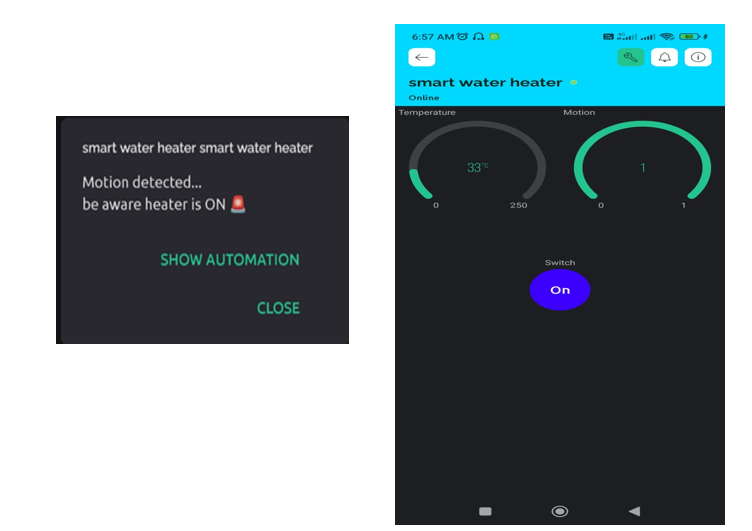 smart water heater smart water heater
Motion detected...
be aware heater is ON 🚨
SHOW AUTOMATION
CLOSE
6:57 AM
smart water heater
Online
Temperature
Motion
33°C
1
0
250
0
1
Switch
On